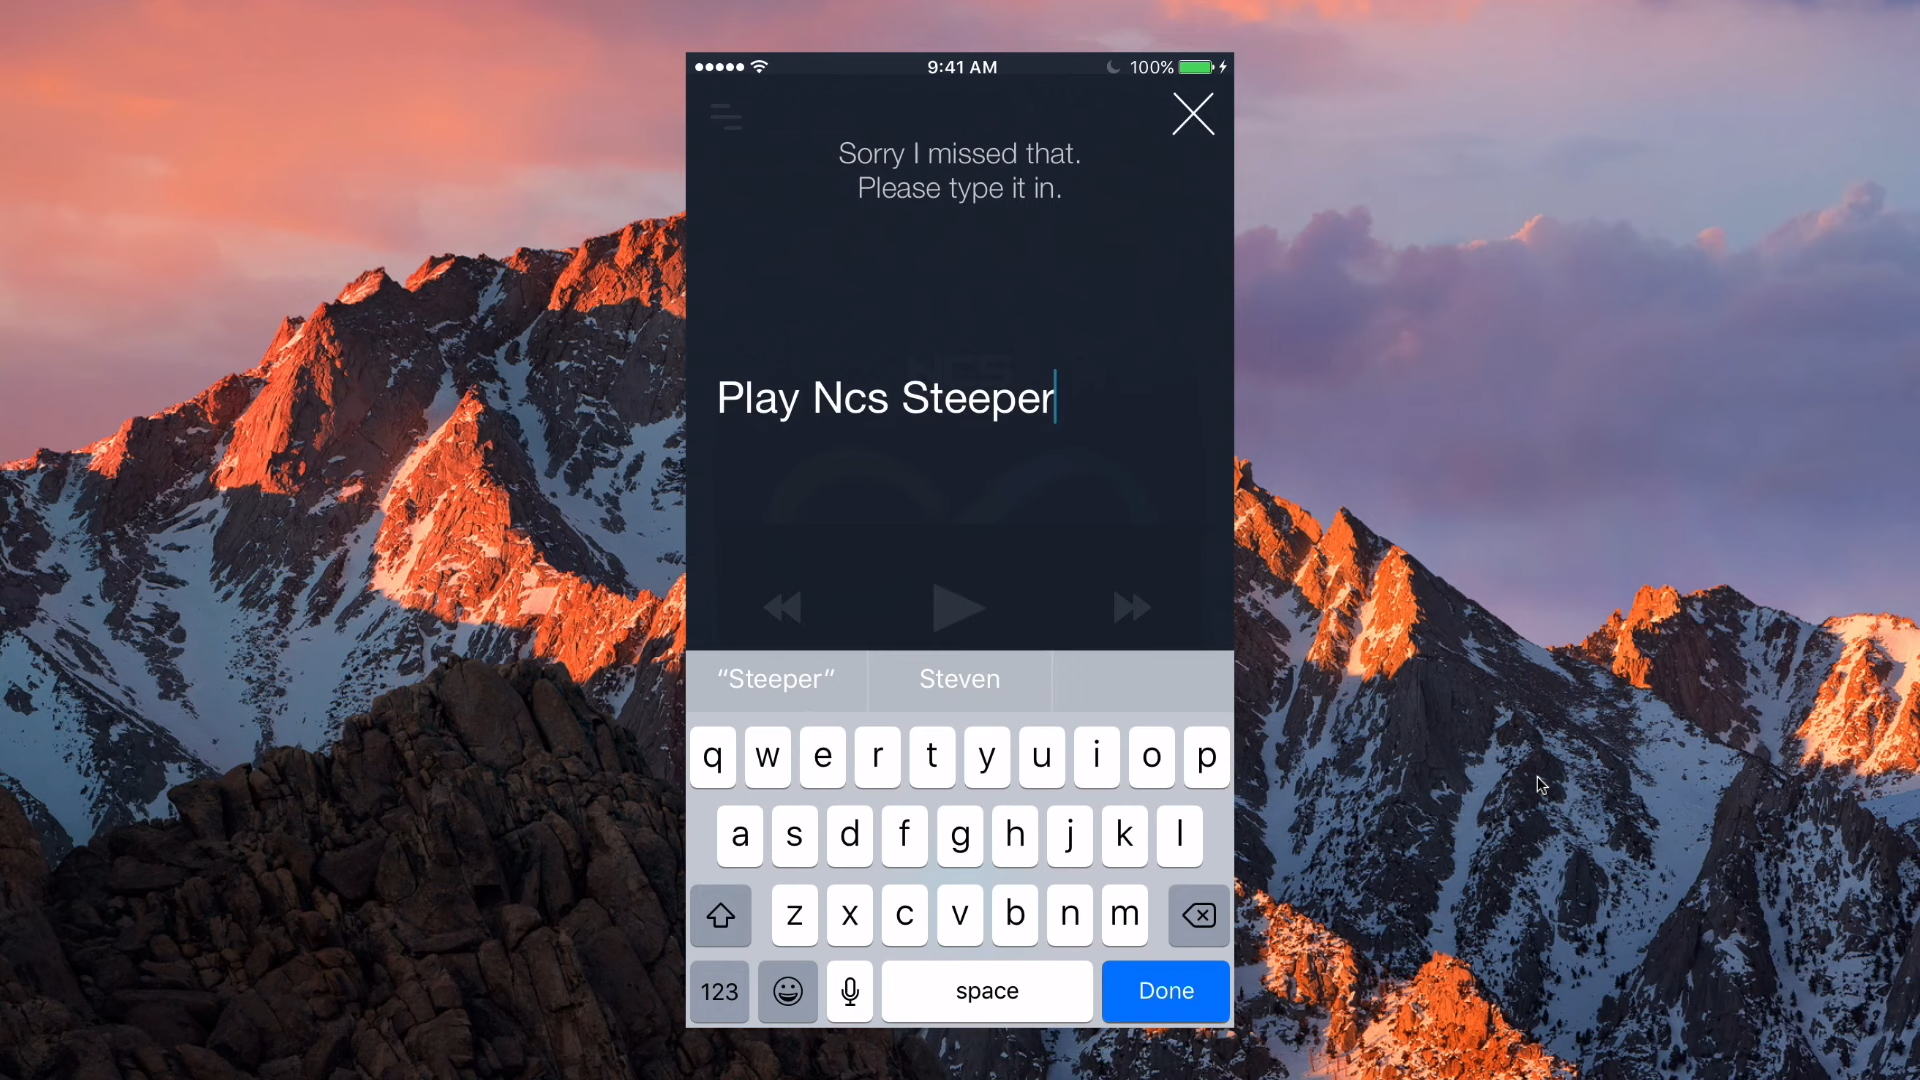 9:41 AM
100%
Sorry I missed that.
Please type it in.
NCS
Play Ncs Steeper
“Steeper”
Steven
q w e r t y u i o p
a s d f g h j k l
z x c v b n m
123
space
Done